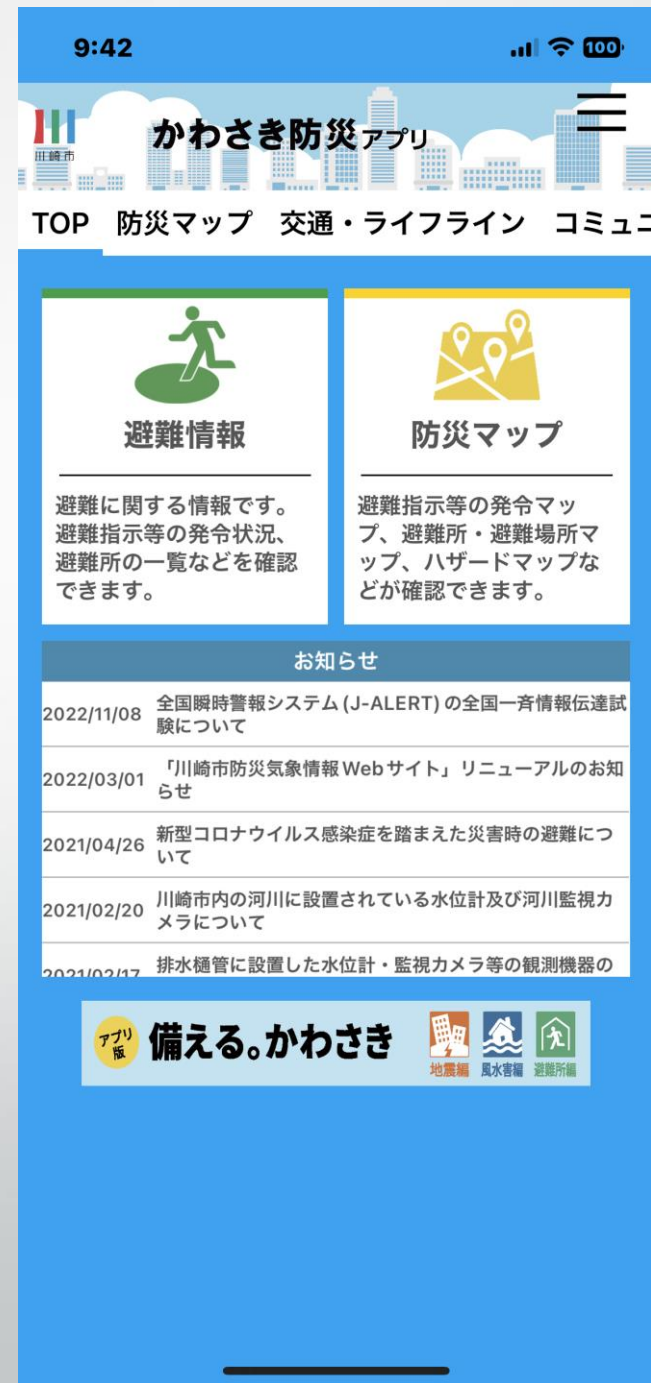 9:42
100
川崎市
かわさき防災アプリ
TOP 防災マップ 交通・ライフライン コミュニ
避難情報
避難に関する情報です。
避難指示等の発令状況、
避難所の一覧などを確認
できます。
防災マップ
避難指示等の発令マッ
プ、避難所・避難場所マ
ップ、ハザードマップな
どが確認できます。
お知らせ
2022/11/08 全国瞬時警報システム(J-ALERT)の全国一斉情報伝達試
験について
2022/03/01 「川崎市防災気象情報Webサイト」リニューアルのお知
らせ
2021/04/26 新型コロナウイルス感染症を踏まえた災害時の避難につ
いて
2021/02/20 川崎市内の河川に設置されている水位計及び河川監視カ
メラについて
2021/02/17 排水樋管に設置した水位計・監視カメラ等の観測機器の
アプリ
版
備える。かわさき
地震編 風水害編 避難所編